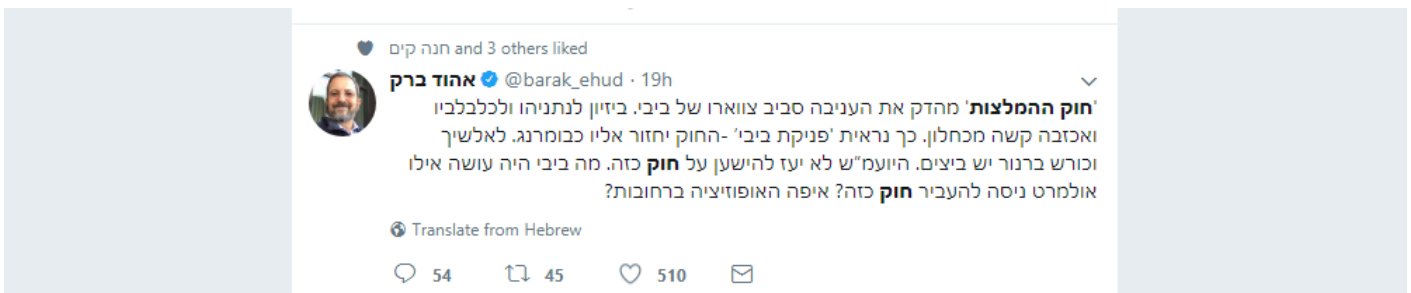 חנה קים and 3 others liked
אהוד ברק @barak_ehud · 19h
'חוק ההמלצות' מהדק את העניבה סביב צווארו של ביבי. ביזיון לנתניהו ולכלבלביו
ואכזבה קשה מכחלון. כך נראית 'פניקת ביבי' -החוק יחזור אליו כבומרנג. לאלשיך
וכורש ברנור יש ביצים. היועמ״ש לא יעז להישען על חוק כזה. מה ביבי היה עושה אילו
אולמרט ניסה להעביר חוק כזה? איפה האופוזיציה ברחובות?
Translate from Hebrew
54 45 510